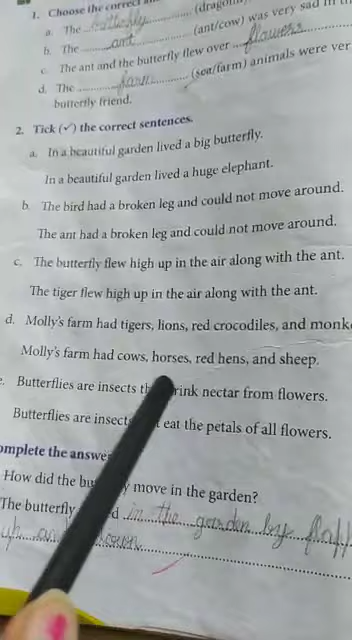 1. Choose the correct
a. The butterfly (dragon
b. The ant (ant/cow) was very sad in
c. The ant and the butterfly flew over flowers
d. The farm (sea/farm) animals were ver
butterfly friend.
2. Tick (✓) the correct sentences.
a. In a beautiful garden lived a big butterfly.
In a beautiful garden lived a huge elephant.
b. The bird had a broken leg and could not move around.
The ant had a broken leg and could not move around.
c. The butterfly flew high up in the air along with the ant.
The tiger flew high up in the air along with the ant.
d. Molly's farm had tigers, lions, red crocodiles, and monk
Molly's farm had cows, horses, red hens, and sheep.
e. Butterflies are insects th rink nectar from flowers.
Butterflies are insect eat the petals of all flowers.
omplete the answe
How did the bu y move in the garden?
The butterfly d in the garden by flapp
up an down